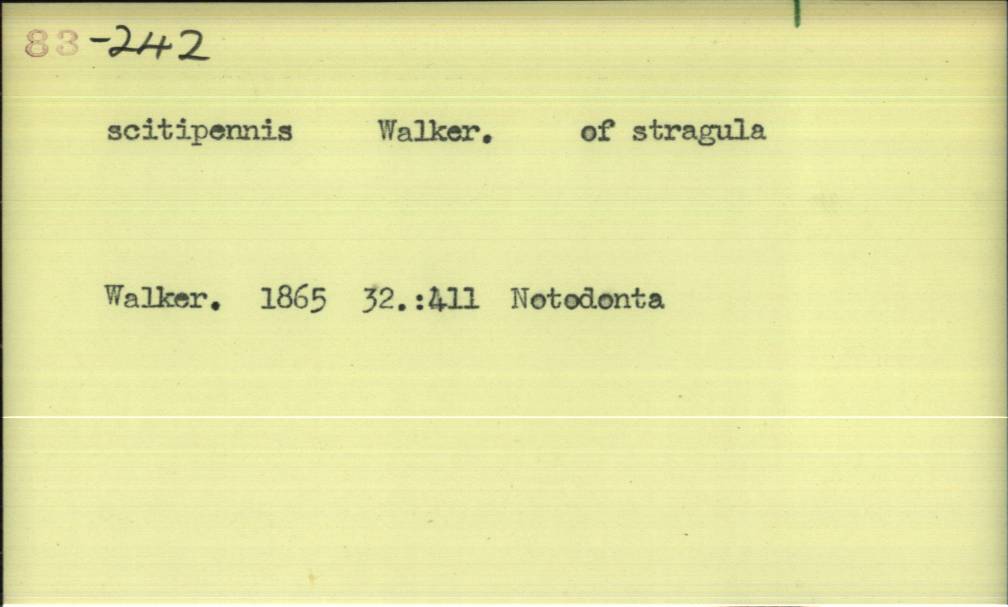 83-242
scitipennis Walker. of stragula
Walker. 1865 32.:411 Notodonta